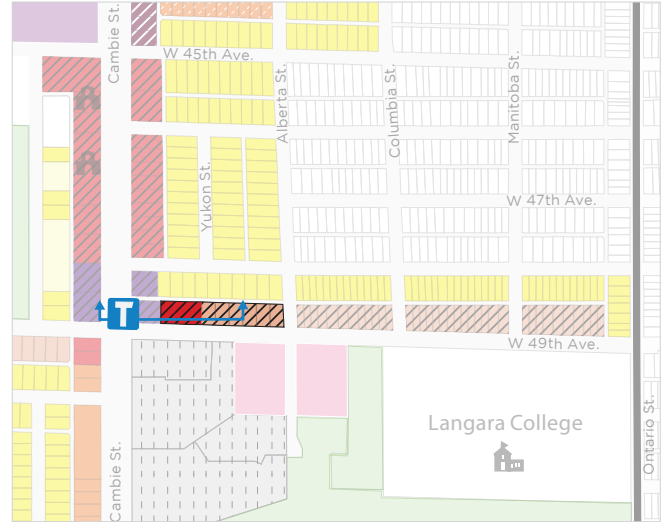 Cambie St.
W 45th Ave.
Alberta St.
Columbia St.
Manitoba St.
Yukon St.
W 47th Ave.
T
W 49th Ave.
Langara College
Cambie St.
Ontario St.